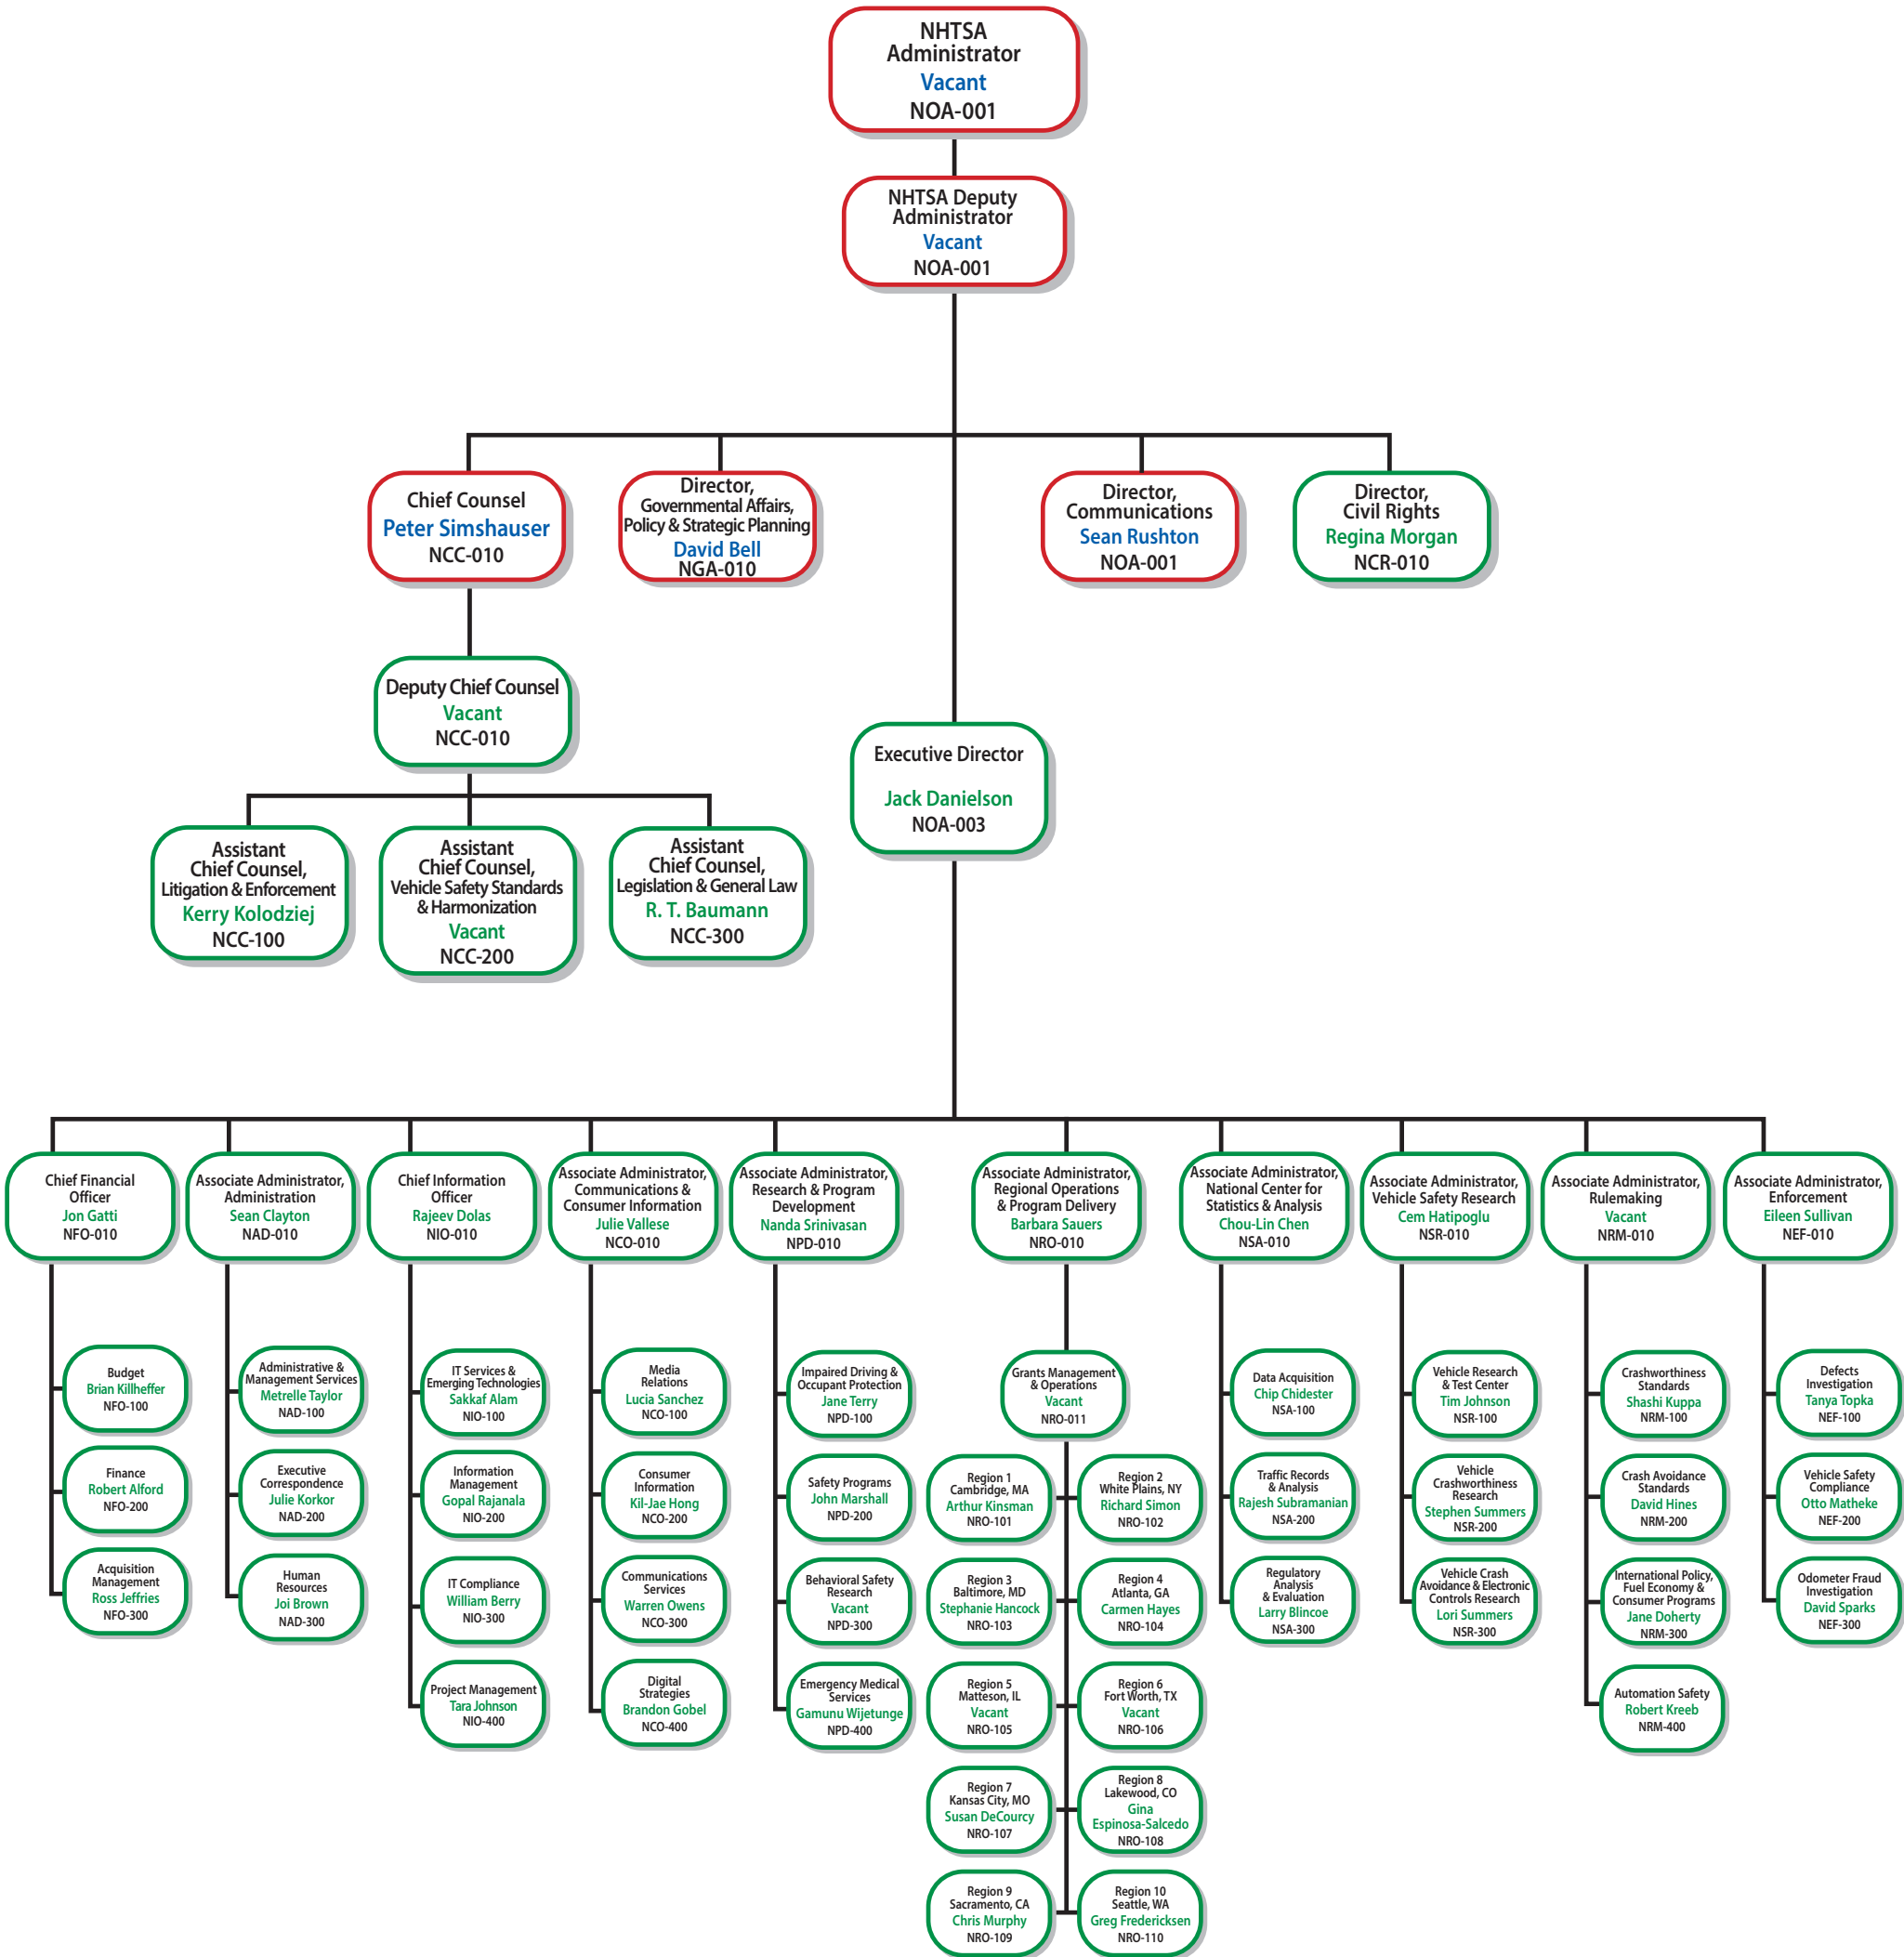 NHTSA
Administrator
Vacant
NOA-001
NHTSA Deputy
Administrator
Vacant
NOA-001
Chief Counsel
Peter Simshauser
NCC-010
Director,
Governmental Affairs,
Policy & Strategic Planning
David Bell
NGA-010
Director,
Communications
Sean Rushton
NOA-001
Director,
Civil Rights
Regina Morgan
NCR-010
Deputy Chief Counsel
Vacant
NCC-010
Executive Director
Jack Danielson
NOA-003
Assistant
Chief Counsel,
Litigation & Enforcement
Kerry Kolodziej
NCC-100
Assistant
Chief Counsel,
Vehicle Safety Standards
& Harmonization
Vacant
NCC-200
Assistant
Chief Counsel,
Legislation & General Law
R. T. Baumann
NCC-300
Chief Financial
Officer
Jon Gatti
NFO-010
Associate Administrator,
Administration
Sean Clayton
NAD-010
Chief Information
Officer
Rajeev Dolas
NIO-010
Associate Administrator,
Communications &
Consumer Information
Julie Vallese
NCO-010
Associate Administrator,
Research & Program
Development
Nanda Srinivasan
NPD-010
Associate Administrator,
Regional Operations
& Program Delivery
Barbara Sauers
NRO-010
Associate Administrator,
National Center for
Statistics & Analysis
Chou-Lin Chen
NSA-010
Associate Administrator,
Vehicle Safety Research
Cem Hatipoglu
NSR-010
Associate Administrator,
Rulemaking
Vacant
NRM-010
Associate Administrator,
Enforcement
Eileen Sullivan
NEF-010
Budget
Brian Killheffer
NFO-100
Finance
Robert Alford
NFO-200
Acquisition
Management
Ross Jeffries
NFO-300
Administrative &
Management Services
Metrelle Taylor
NAD-100
Executive
Correspondence
Julie Korkor
NAD-200
Human
Resources
Joi Brown
NAD-300
IT Services &
Emerging Technologies
Sakkaf Alam
NIO-100
Information
Management
Gopal Rajanala
NIO-200
IT Compliance
William Berry
NIO-300
Project Management
Tara Johnson
NIO-400
Media
Relations
Lucia Sanchez
NCO-100
Consumer
Information
Kil-Jae Hong
NCO-200
Communications
Services
Warren Owens
NCO-300
Digital
Strategies
Brandon Gobel
NCO-400
Impaired Driving &
Occupant Protection
Jane Terry
NPD-100
Safety Programs
John Marshall
NPD-200
Behavioral Safety
Research
Vacant
NPD-300
Emergency Medical
Services
Gamunu Wijetunge
NPD-400
Grants Management
& Operations
Vacant
NRO-011
Region 1
Cambridge, MA
Arthur Kinsman
NRO-101
Region 2
White Plains, NY
Richard Simon
NRO-102
Region 3
Baltimore, MD
Stephanie Hancock
NRO-103
Region 4
Atlanta, GA
Carmen Hayes
NRO-104
Region 5
Matteson, IL
Vacant
NRO-105
Region 6
Fort Worth, TX
Vacant
NRO-106
Region 7
Kansas City, MO
Susan DeCourcy
NRO-107
Region 8
Lakewood, CO
Gina
Espinosa-Salcedo
NRO-108
Region 9
Sacramento, CA
Chris Murphy
NRO-109
Region 10
Seattle, WA
Greg Fredericksen
NRO-110
Data Acquisition
Chip Chidester
NSA-100
Traffic Records
& Analysis
Rajesh Subramanian
NSA-200
Regulatory
Analysis
& Evaluation
Larry Blincoe
NSA-300
Vehicle Research
& Test Center
Tim Johnson
NSR-100
Vehicle
Crashworthiness
Research
Stephen Summers
NSR-200
Vehicle Crash
Avoidance & Electronic
Controls Research
Lori Summers
NSR-300
Crashworthiness
Standards
Shashi Kuppa
NRM-100
Crash Avoidance
Standards
David Hines
NRM-200
International Policy,
Fuel Economy &
Consumer Programs
Jane Doherty
NRM-300
Automation Safety
Robert Kreeb
NRM-400
Defects
Investigation
Tanya Topka
NEF-100
Vehicle Safety
Compliance
Otto Matheke
NEF-200
Odometer Fraud
Investigation
David Sparks
NEF-300